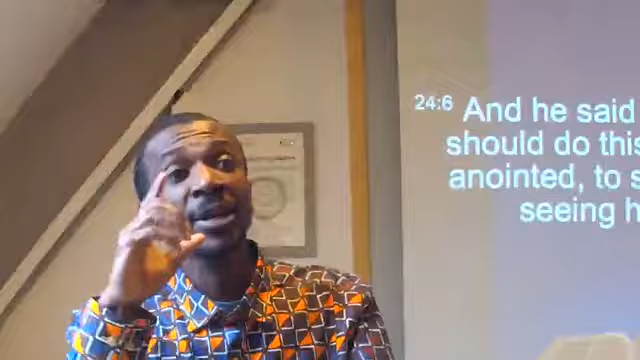 24:6 And he said
should do this
anointed, to s
seeing h